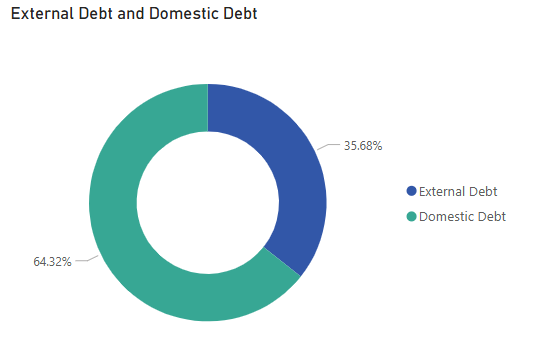 External Debt and Domestic Debt
35.68%
External Debt
Domestic Debt
64.32%